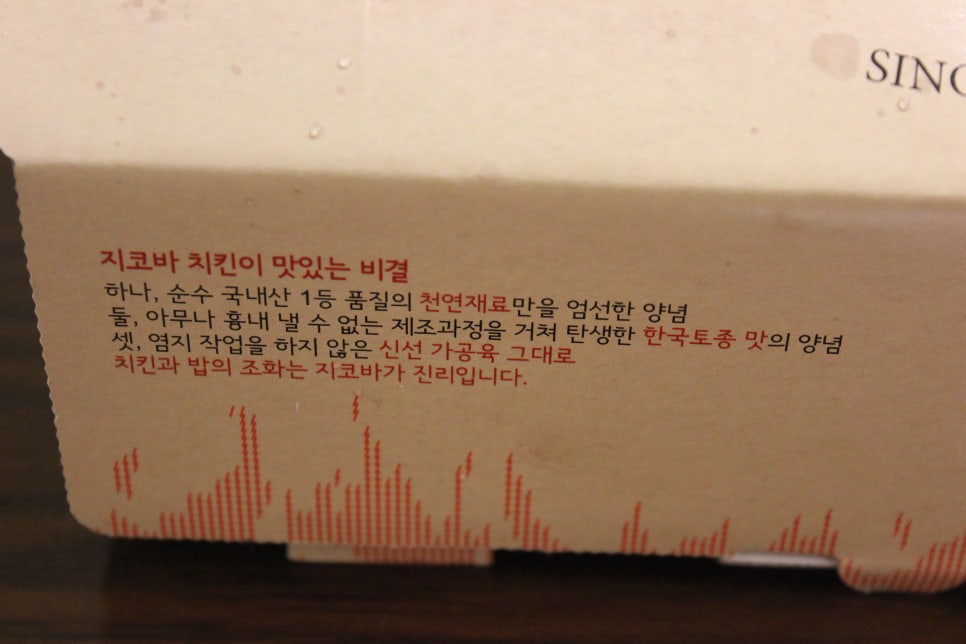 SINC
지코바 치킨이 맛있는 비결
하나, 순수 국내산 1등 품질의 천연재료만을 엄선한 양념
둘, 아무나 흉내 낼 수 없는 제조과정을 거쳐 탄생한 한국토종 맛의 양념
셋, 염지 작업을 하지 않은 신선 가공육 그대로
치킨과 밥의 조화는 지코바가 진리입니다.